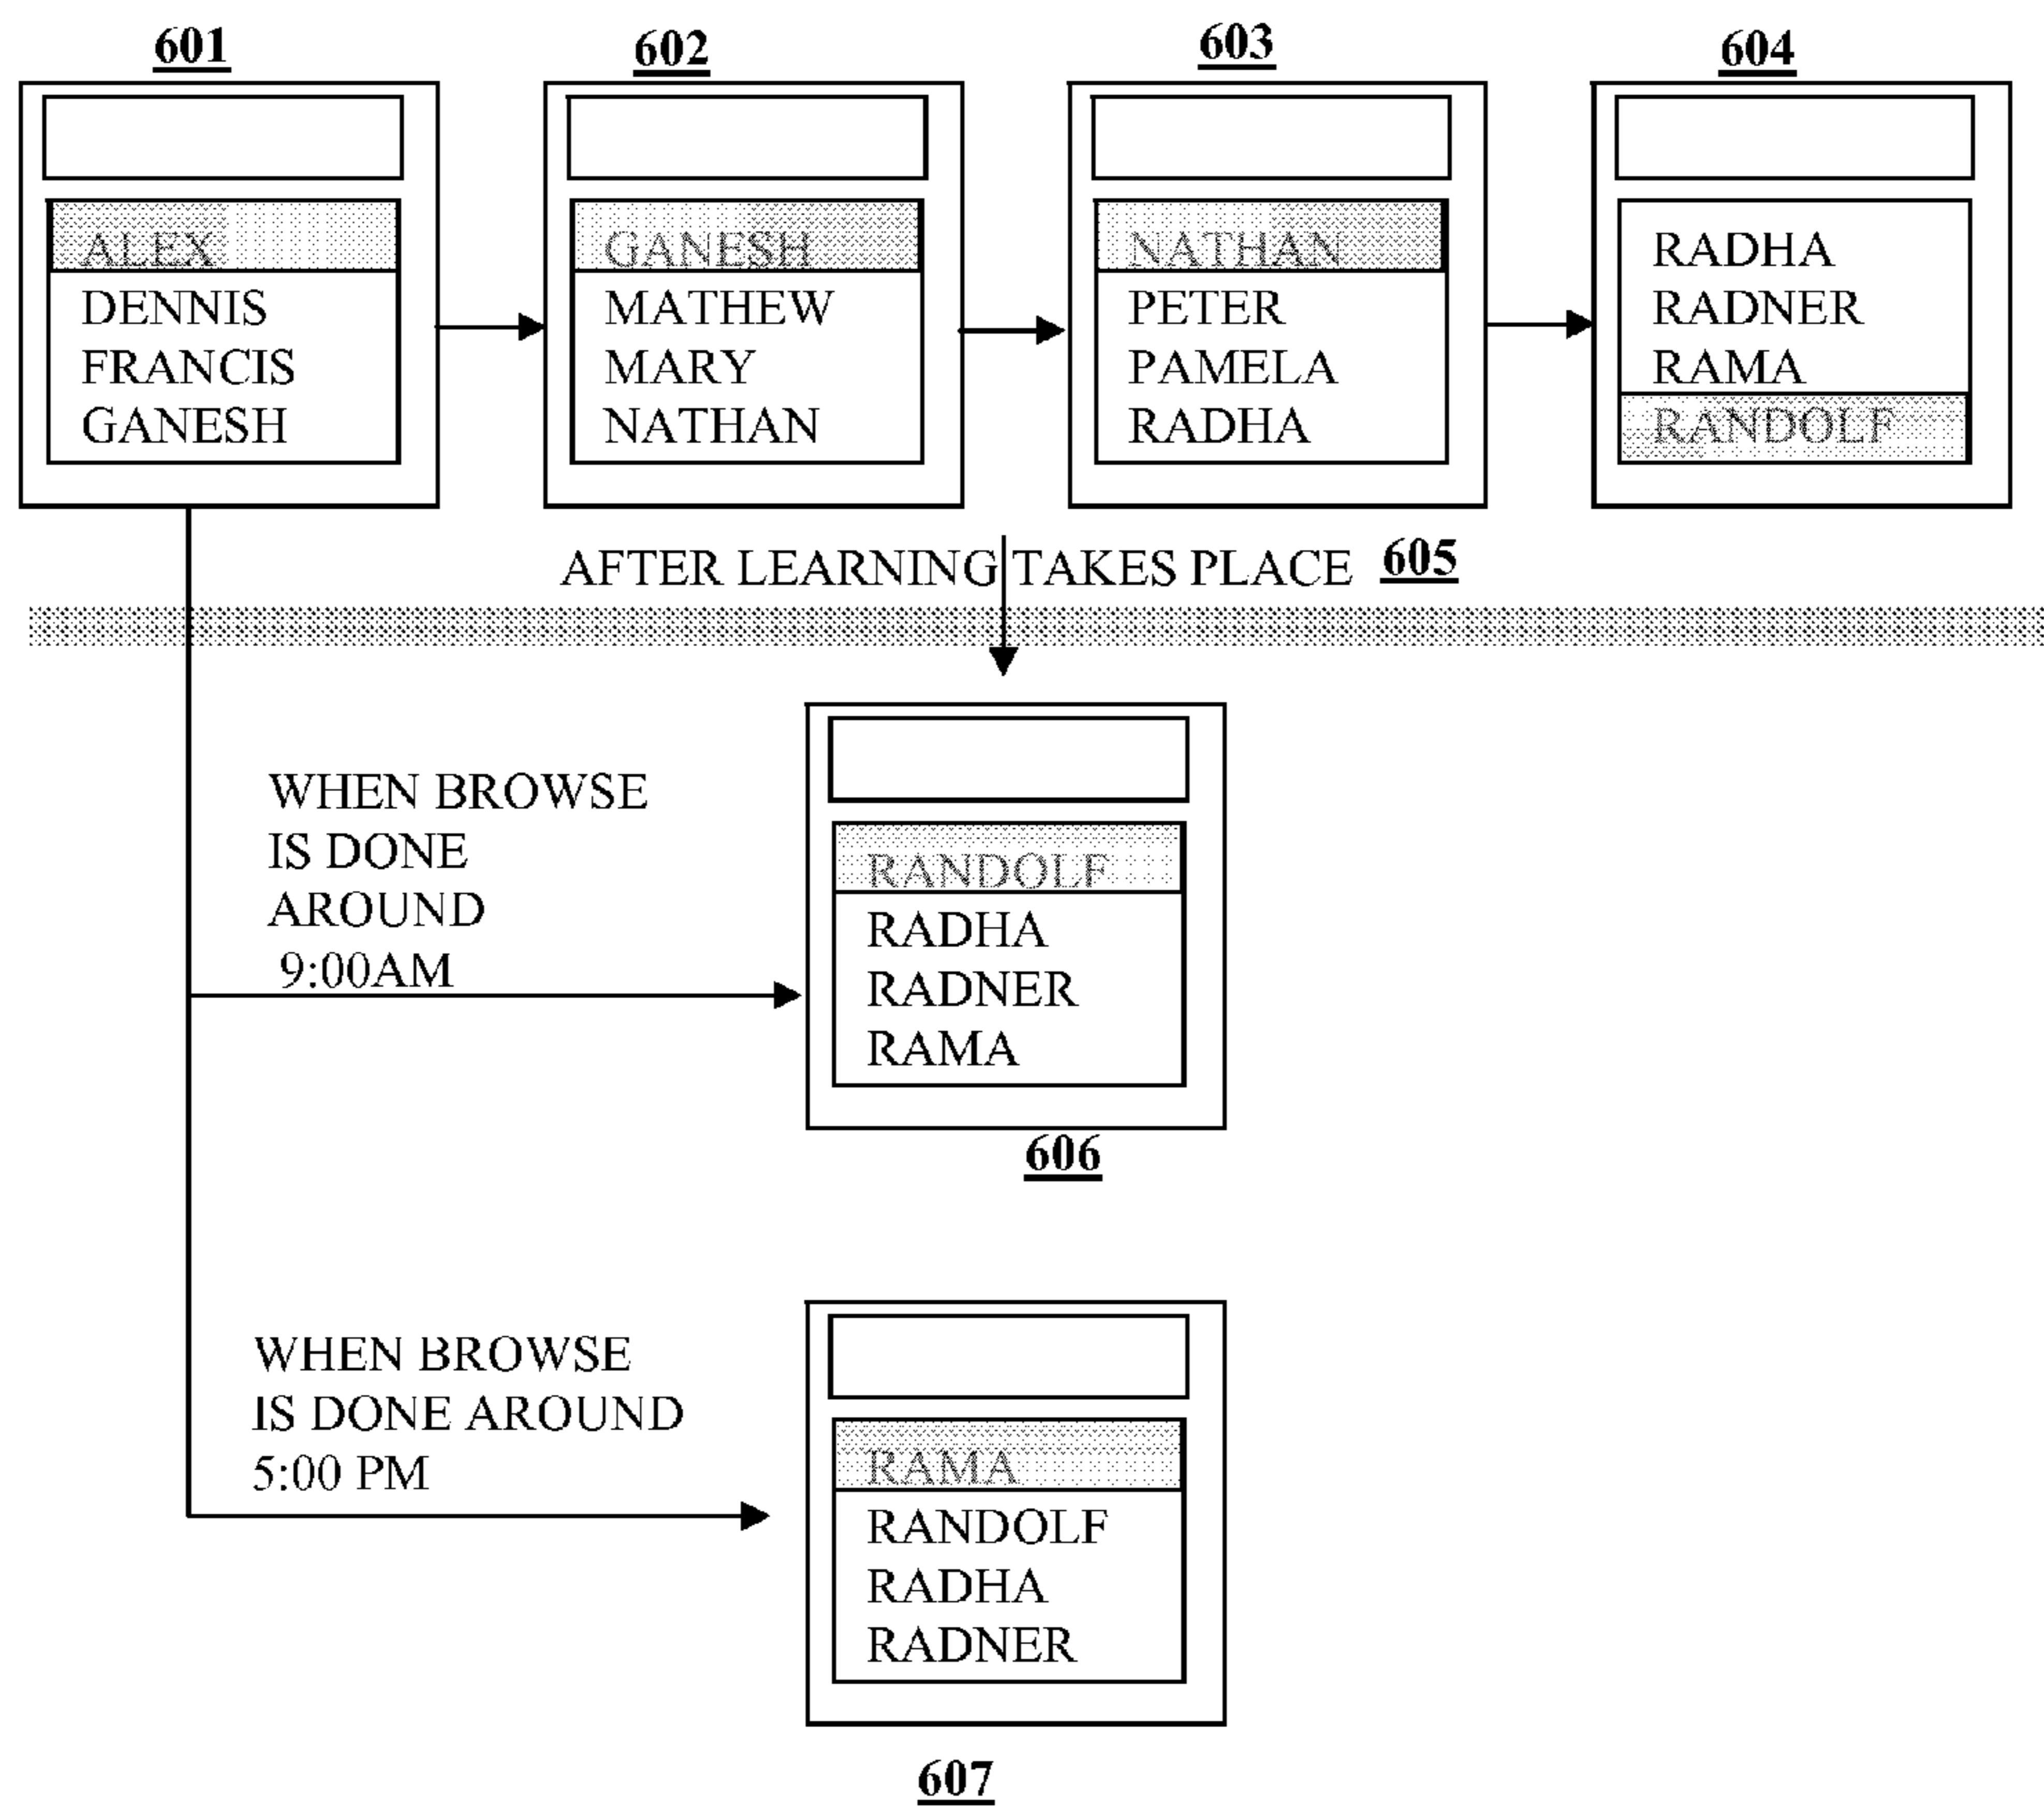 601
ALEX
DENNIS
FRANCIS
GANESH
602
GANESH
MATHEW
MARY
NATHAN
603
NATHAN
PETER
PAMELA
RADHA
604
RADHA
RADNER
RAMA
RANDOLF
AFTER LEARNING TAKES PLACE 605
WHEN BROWSE
IS DONE
AROUND
9:00AM
RANDOLF
RADHA
RADNER
RAMA
606
WHEN BROWSE
IS DONE AROUND
5:00 PM
RAMA
RANDOLF
RADHA
RADNER
607